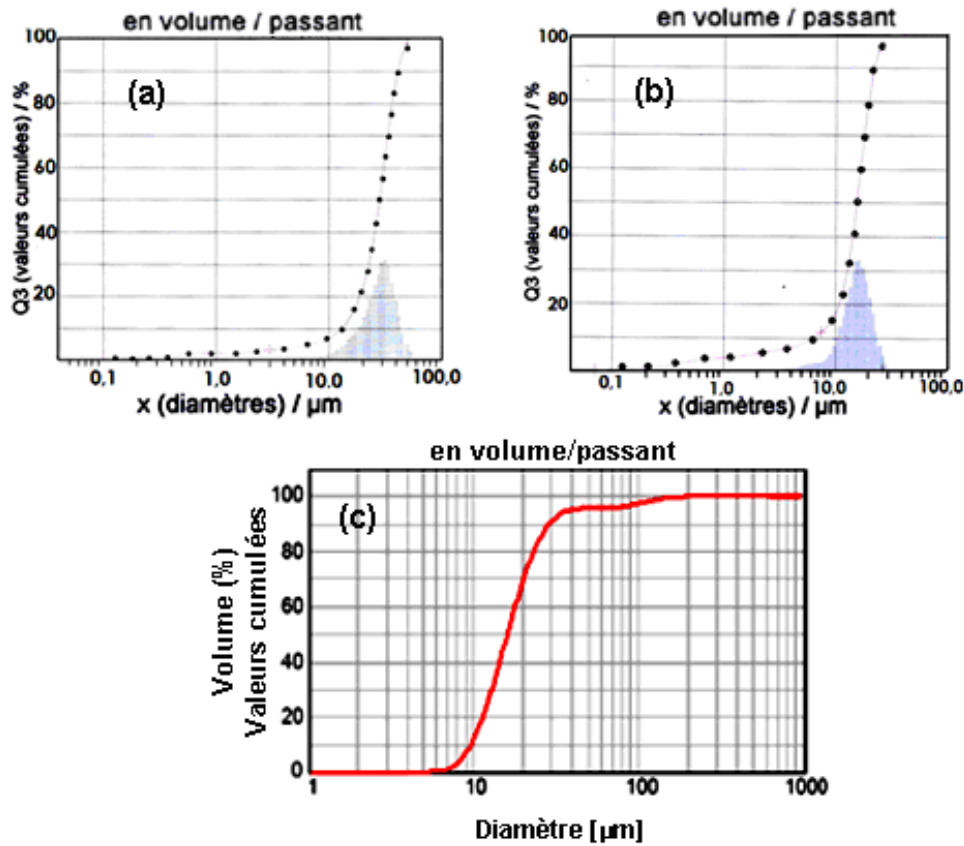 en volume / passant
Q3 (valeurs cumulées) / %
100
80
60
40
20
(a)
0,1
1.0
10.0
100.0
x (diamètres) / µm
en volume / passant
Q3 (valeurs cumulées) / %
100
80
60
40
20
(b)
0,1
1.0
10.0
100,0
x (diamètres) / µm
en volume/passant
Volume (%)
Valeurs cumulées
100
80
60
40
20
0
(c)
1
10
100
1000
Diamètre [µm]